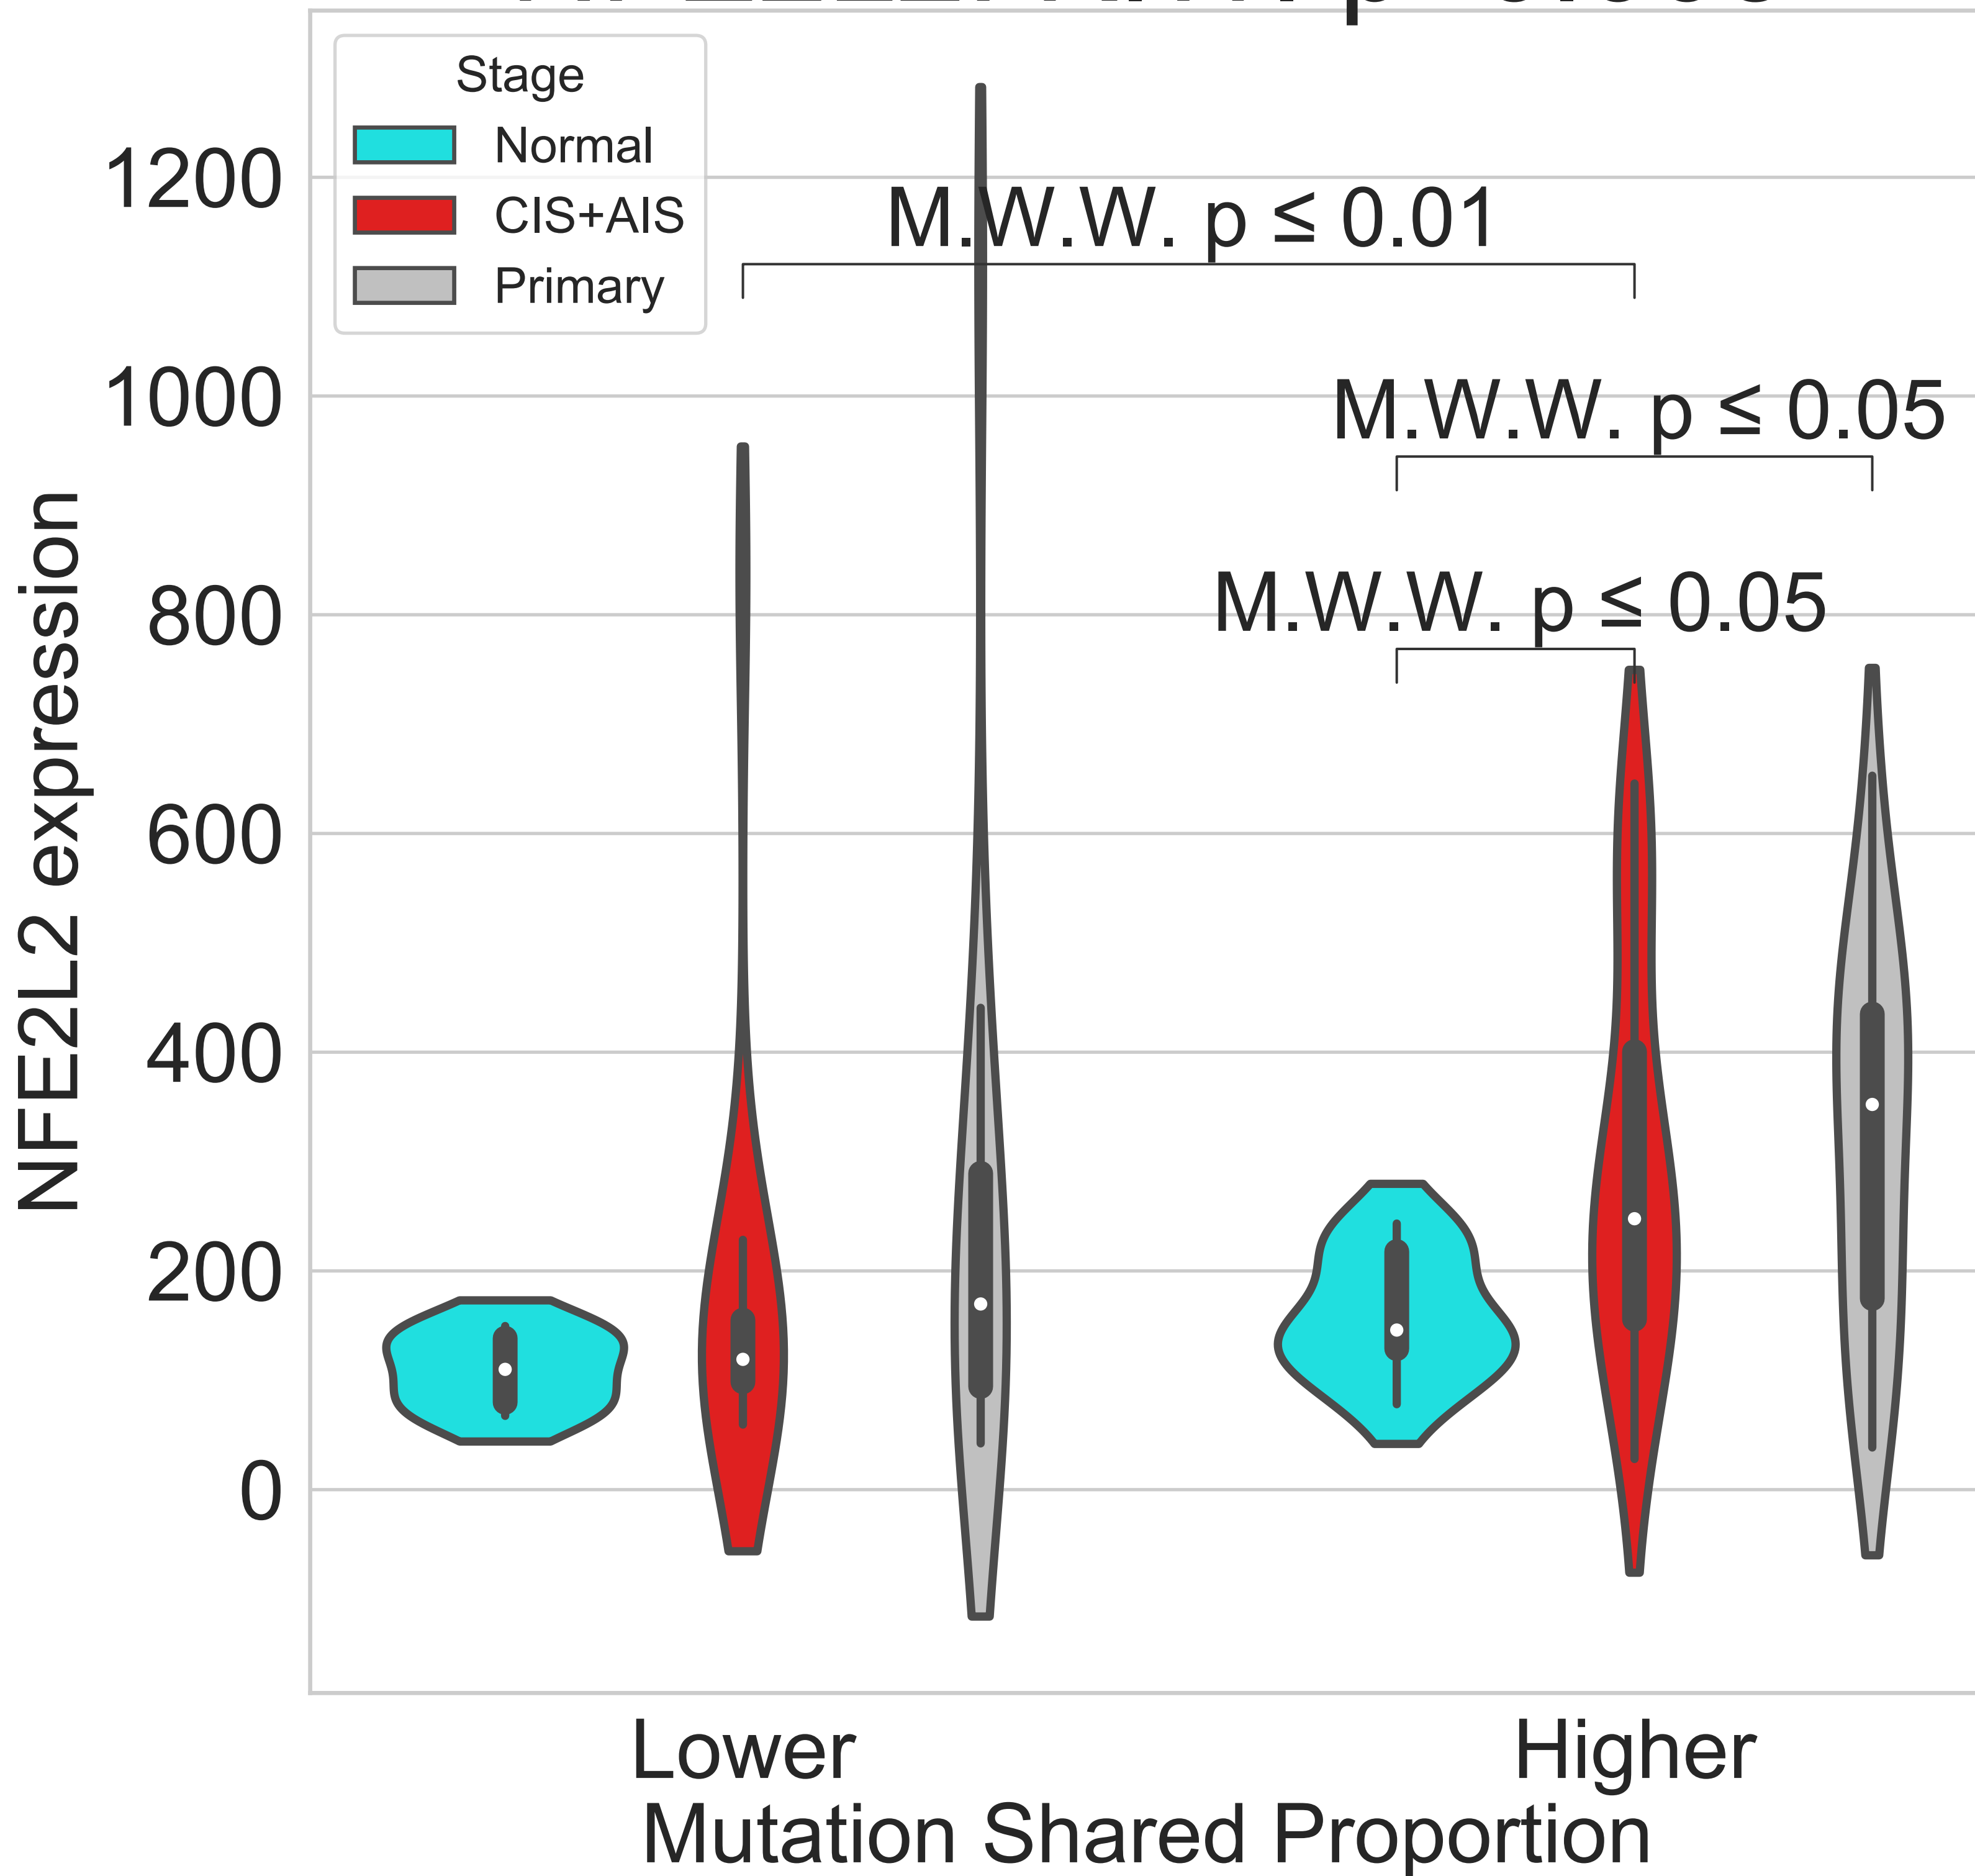 Stage
Normal
CIS+AIS
Primary
1200
1000
800
600
400
200
0
NFE2L2 expression
M.W.W. p ≤ 0.01
M.W.W. p ≤ 0.05
M.W.W. p ≤ 0.05
Lower
Higher
Mutation Shared Proportion